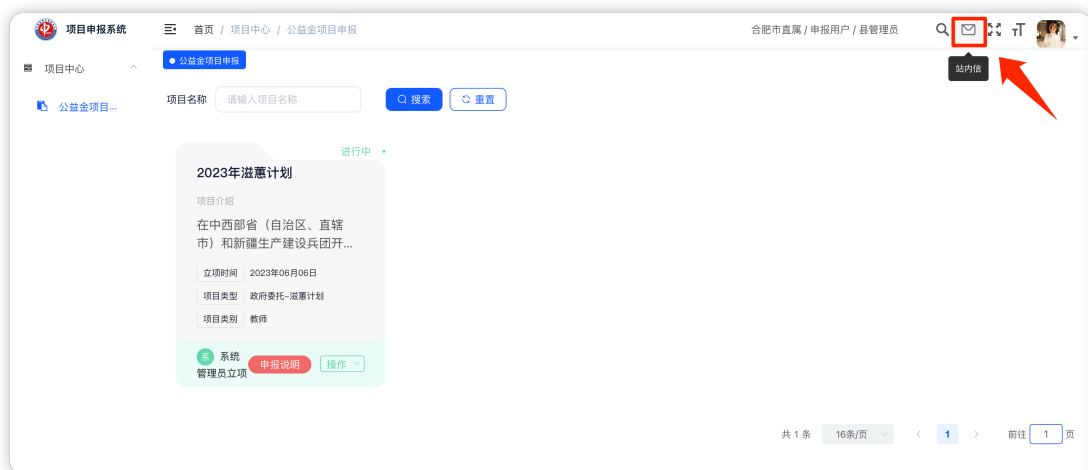 项目申报系统
首页 / 项目中心 / 公益金项目申报
合肥市直属 / 申报用户 / 县管理员
站内信
项目中心
公益金项目...
公益金项目申报
项目名称 请输入项目名称 搜索 重置
进行中
2023年滋蕙计划
项目介绍
在中西部省（自治区、直辖
市）和新疆生产建设兵团开...
立项时间 2023年06月06日
项目类型 政府委托-滋蕙计划
项目类别 教师
系 系统
管理员立项
申报说明 操作
共 1 条 16条/页 1 前往 1 页